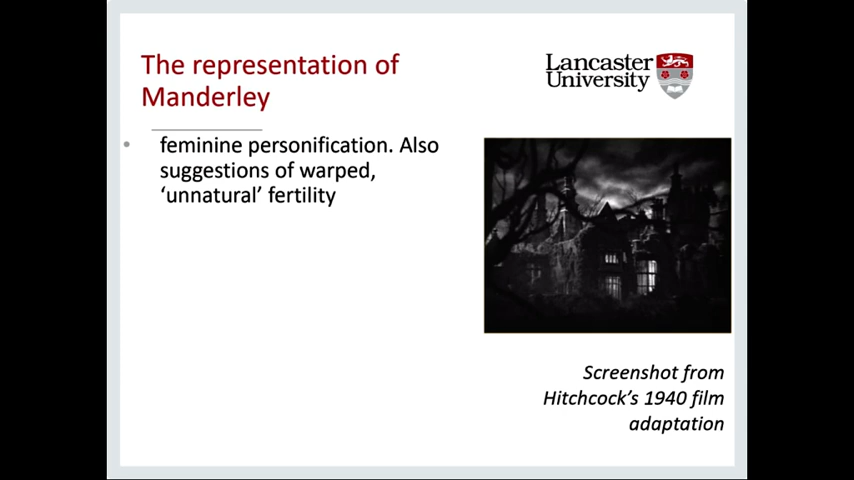 The representation of
Manderley
Lancaster
University
• feminine personification. Also
suggestions of warped,
‘unnatural’ fertility
Screenshot from
Hitchcock’s 1940 film
adaptation